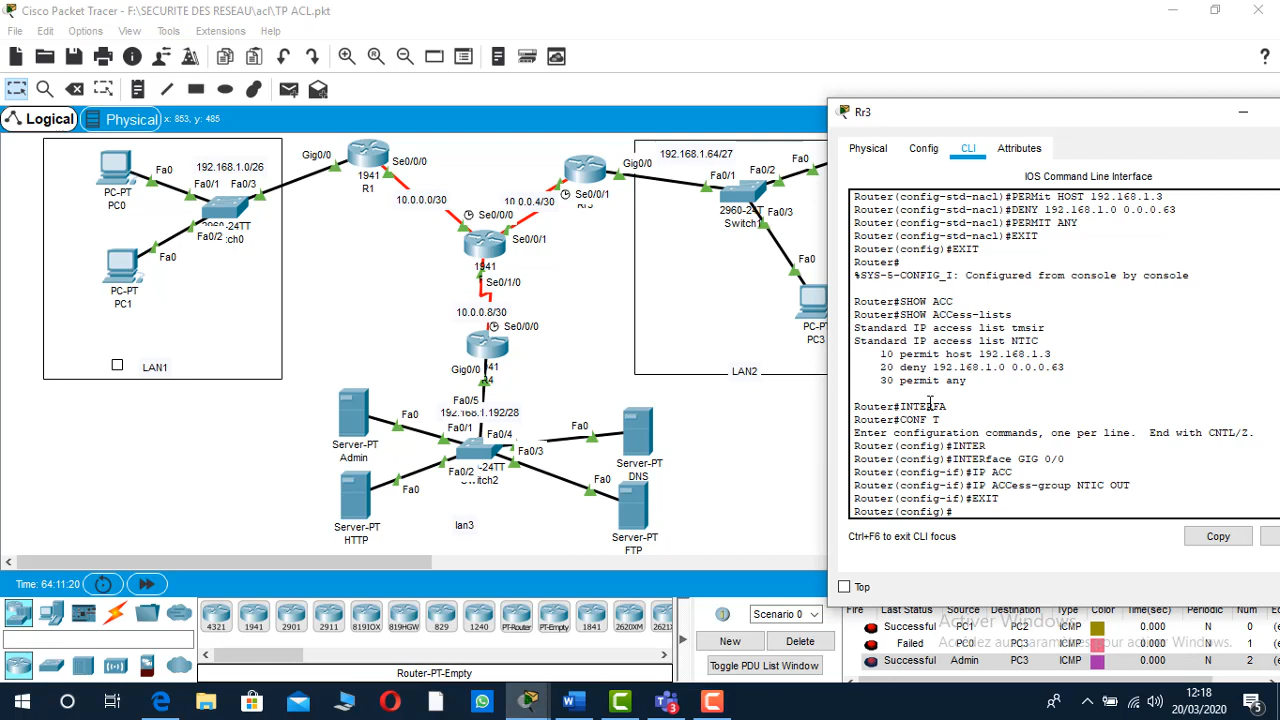 Cisco Packet Tracer - F:\SECURITE DES RESEAU\acl\TP ACL.pkt
File Edit Options View Tools Extensions Help
Logical
Physical x: 853, y: 485
192.168.1.0/26
PC-PT
PC0
Fa0
Fa0/1
Fa0/3
Fa0/2
PC-PT
PC1
Fa0
LAN1
Gig0/0
1941
R1
Se0/0/0
10.0.0.0/30
Se0/0/0
10.0.0.4/30
Se0/0/1
Gig0/0
Se0/0/1
1941
Se0/1/0
10.0.0.8/30
Se0/0/0
Gig0/0
192.168.1.64/27
Fa0/1
Fa0/2
Fa0
2960-24TT
Fa0/3
Fa0
PC-PT
PC3
LAN2
Fa0/5
192.168.1.192/28
Fa0/1
Fa0/4
Fa0/3
Fa0/2
Switch2
Fa0
Server-PT
Admin
Fa0
Server-PT
HTTP
Fa0
Server-PT
DNS
Fa0
Server-PT
FTP
lan3
Rr3
Physical Config CLI Attributes
IOS Command Line Interface
Router(config-std-nacl)#PERMit HOST 192.168.1.3
Router(config-std-nacl)#DENY 192.168.1.0 0.0.0.63
Router(config-std-nacl)#PERMIT ANY
Router(config-std-nacl)#EXIT
Router(config)#EXIT
Router#
%SYS-5-CONFIG_I: Configured from console by console
Router#SHOW ACC
Router#SHOW ACCess-lists
Standard IP access list tmsir
Standard IP access list NTIC
10 permit host 192.168.1.3
20 deny 192.168.1.0 0.0.0.63
30 permit any
Router#INTERFA
Router#CONF T
Enter configuration commands, one per line. End with CNTL/Z.
Router(config)#INTER
Router(config)#INTERface GIG 0/0
Router(config-if)#IP ACC
Router(config-if)#IP ACCess-group NTIC OUT
Router(config-if)#EXIT
Router(config)#
Ctrl+F6 to exit CLI focus
Copy
Top
Time: 64:11:20
4321 1941 2901 2911 819IOX 819HGW 829 1240 PT-Router PT-Empty 1841 2620XM
Router-PT-Empty
Scenario 0
New Delete
Toggle PDU List Window
Fire Last Status Source Destination Type Color Time(sec) Periodic Num
Successful PC1 PC2 ICMP 0.000 N 0
Failed PC0 PC3 ICMP 0.000 N 1
Successful Admin PC3 ICMP 0.000 N 2
Activer Windows
Accédez aux paramètres pour activer Windows.
12:18
20/03/2020
5